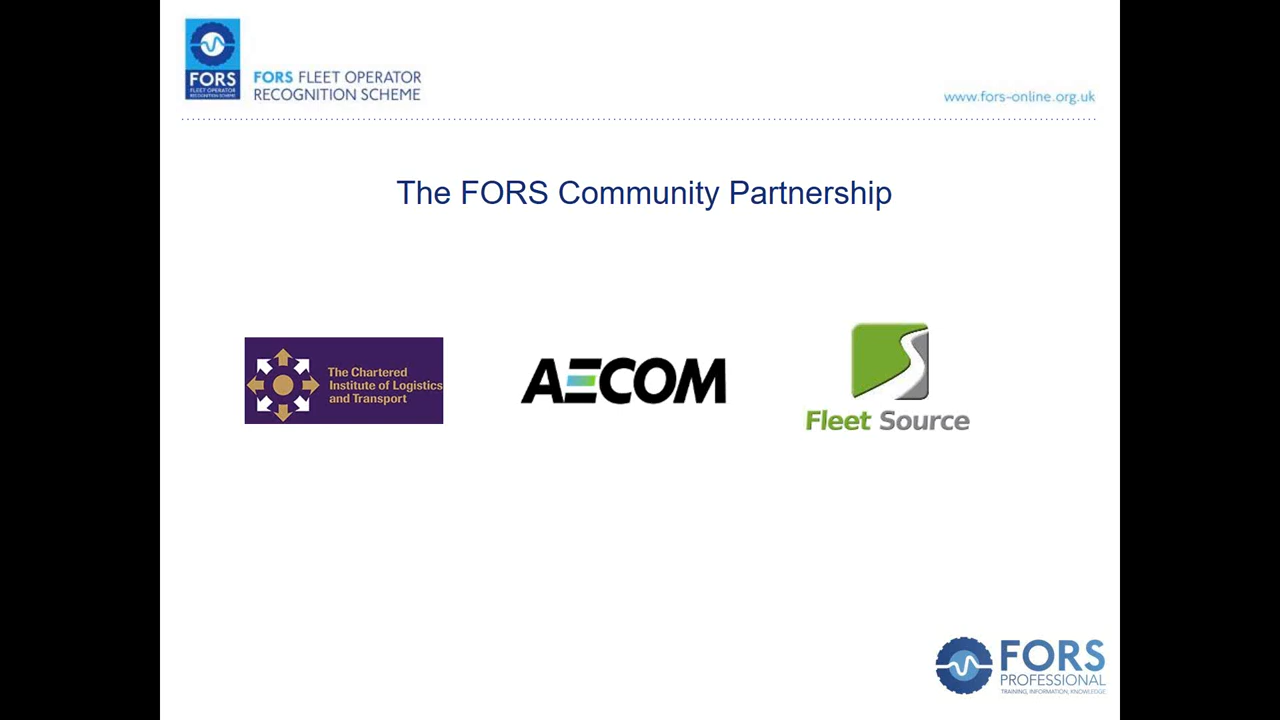 FORS
FLEET OPERATOR
RECOGNITION SCHEME
FORS FLEET OPERATOR
RECOGNITION SCHEME
www.fors-online.org.uk
The FORS Community Partnership
The Chartered
Institute of Logistics
and Transport
AECOM
Fleet Source
FORS
PROFESSIONAL
TRAINING, INFORMATION, KNOWLEDGE